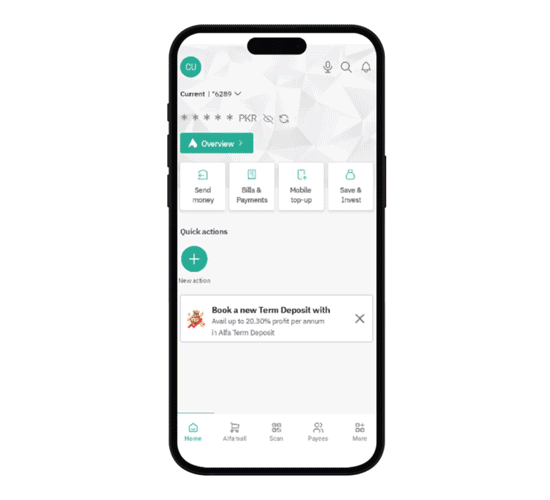 CU
Current | *6289
* * * * * PKR
Overview
Send money
Bills & Payments
Mobile top-up
Save & Invest
Quick actions
New action
Book a new Term Deposit with
Avail up to 20.30% profit per annum
in Alfa Term Deposit
Home
Alfa mall
Scan
Payees
More